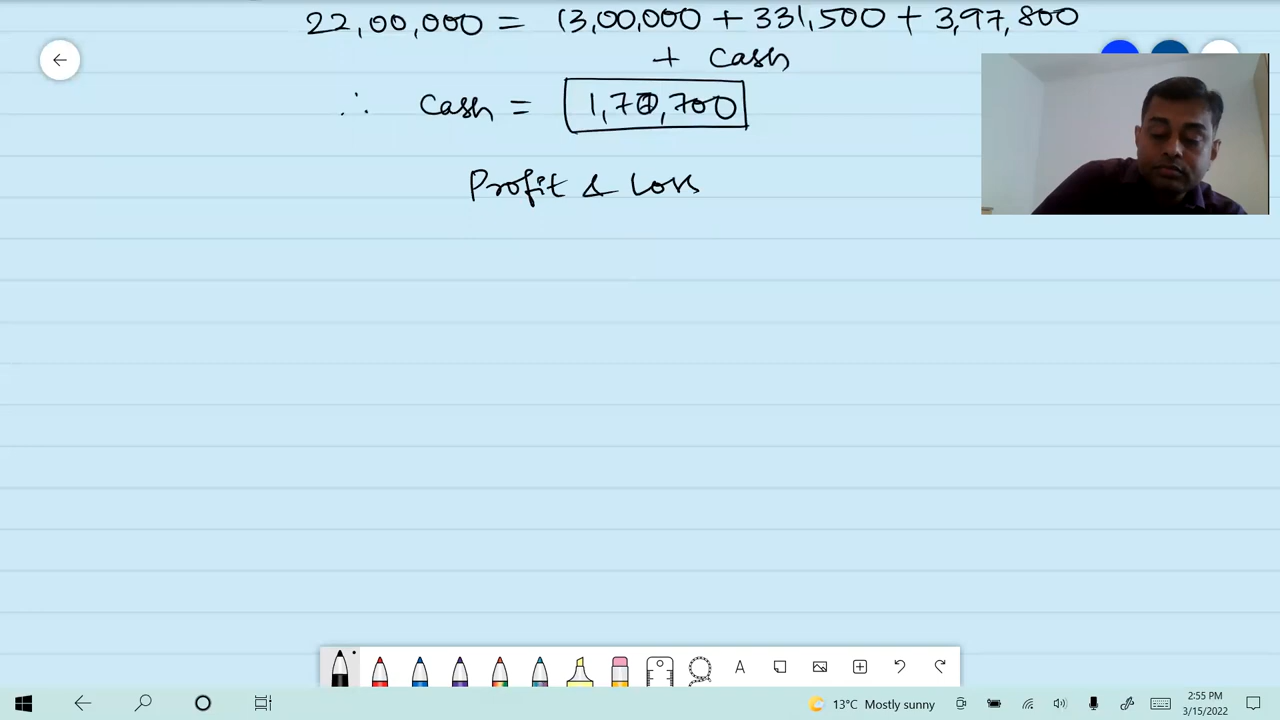 22,00,000 = 13,00,000 + 331,500 + 3,97,800
+ Cash
∴ Cash = 1,70,700
Profit & Loss
A
13°C Mostly sunny
2:55 PM
3/15/2022